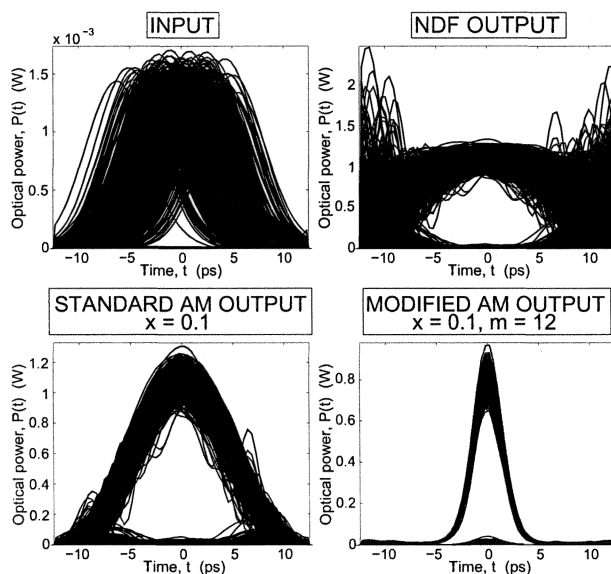 INPUT
x 10⁻³
Optical power, P(t) (W)
1.5
1
0.5
0
−10 −5 0 5 10
Time, t (ps)
NDF OUTPUT
Optical power, P(t) (W)
2
1.5
1
0.5
0
−10 −5 0 5 10
Time, t (ps)
STANDARD AM OUTPUT
x = 0.1
Optical power, P(t) (W)
1.2
1
0.8
0.6
0.4
0.2
0
−10 −5 0 5 10
Time, t (ps)
MODIFIED AM OUTPUT
x = 0.1, m = 12
Optical power, P(t) (W)
0.8
0.6
0.4
0.2
0
−10 −5 0 5 10
Time, t (ps)